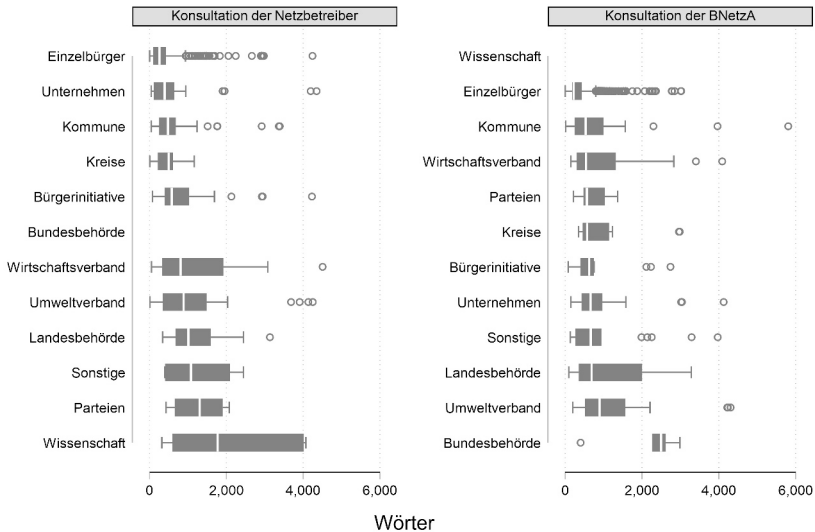 Konsultation der Netzbetreiber
Einzelbürger
Unternehmen
Kommune
Kreise
Bürgerinitiative
Bundesbehörde
Wirtschaftsverband
Umweltverband
Landesbehörde
Sonstige
Parteien
Wissenschaft
0 2,000 4,000 6,000
Konsultation der BNetzA
Wissenschaft
Einzelbürger
Kommune
Wirtschaftsverband
Parteien
Kreise
Bürgerinitiative
Unternehmen
Sonstige
Landesbehörde
Umweltverband
Bundesbehörde
0 2,000 4,000 6,000
Wörter